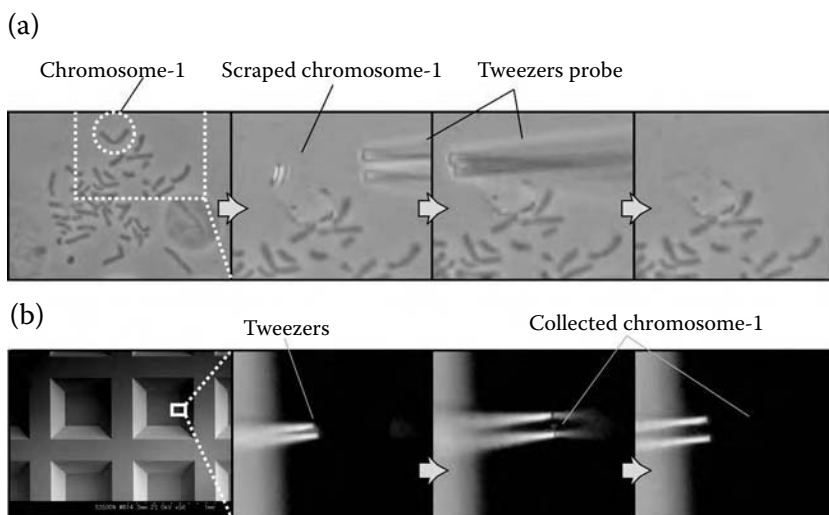 (a)
Chromosome-1
Scraped chromosome-1
Tweezers probe
(b)
Tweezers
Collected chromosome-1